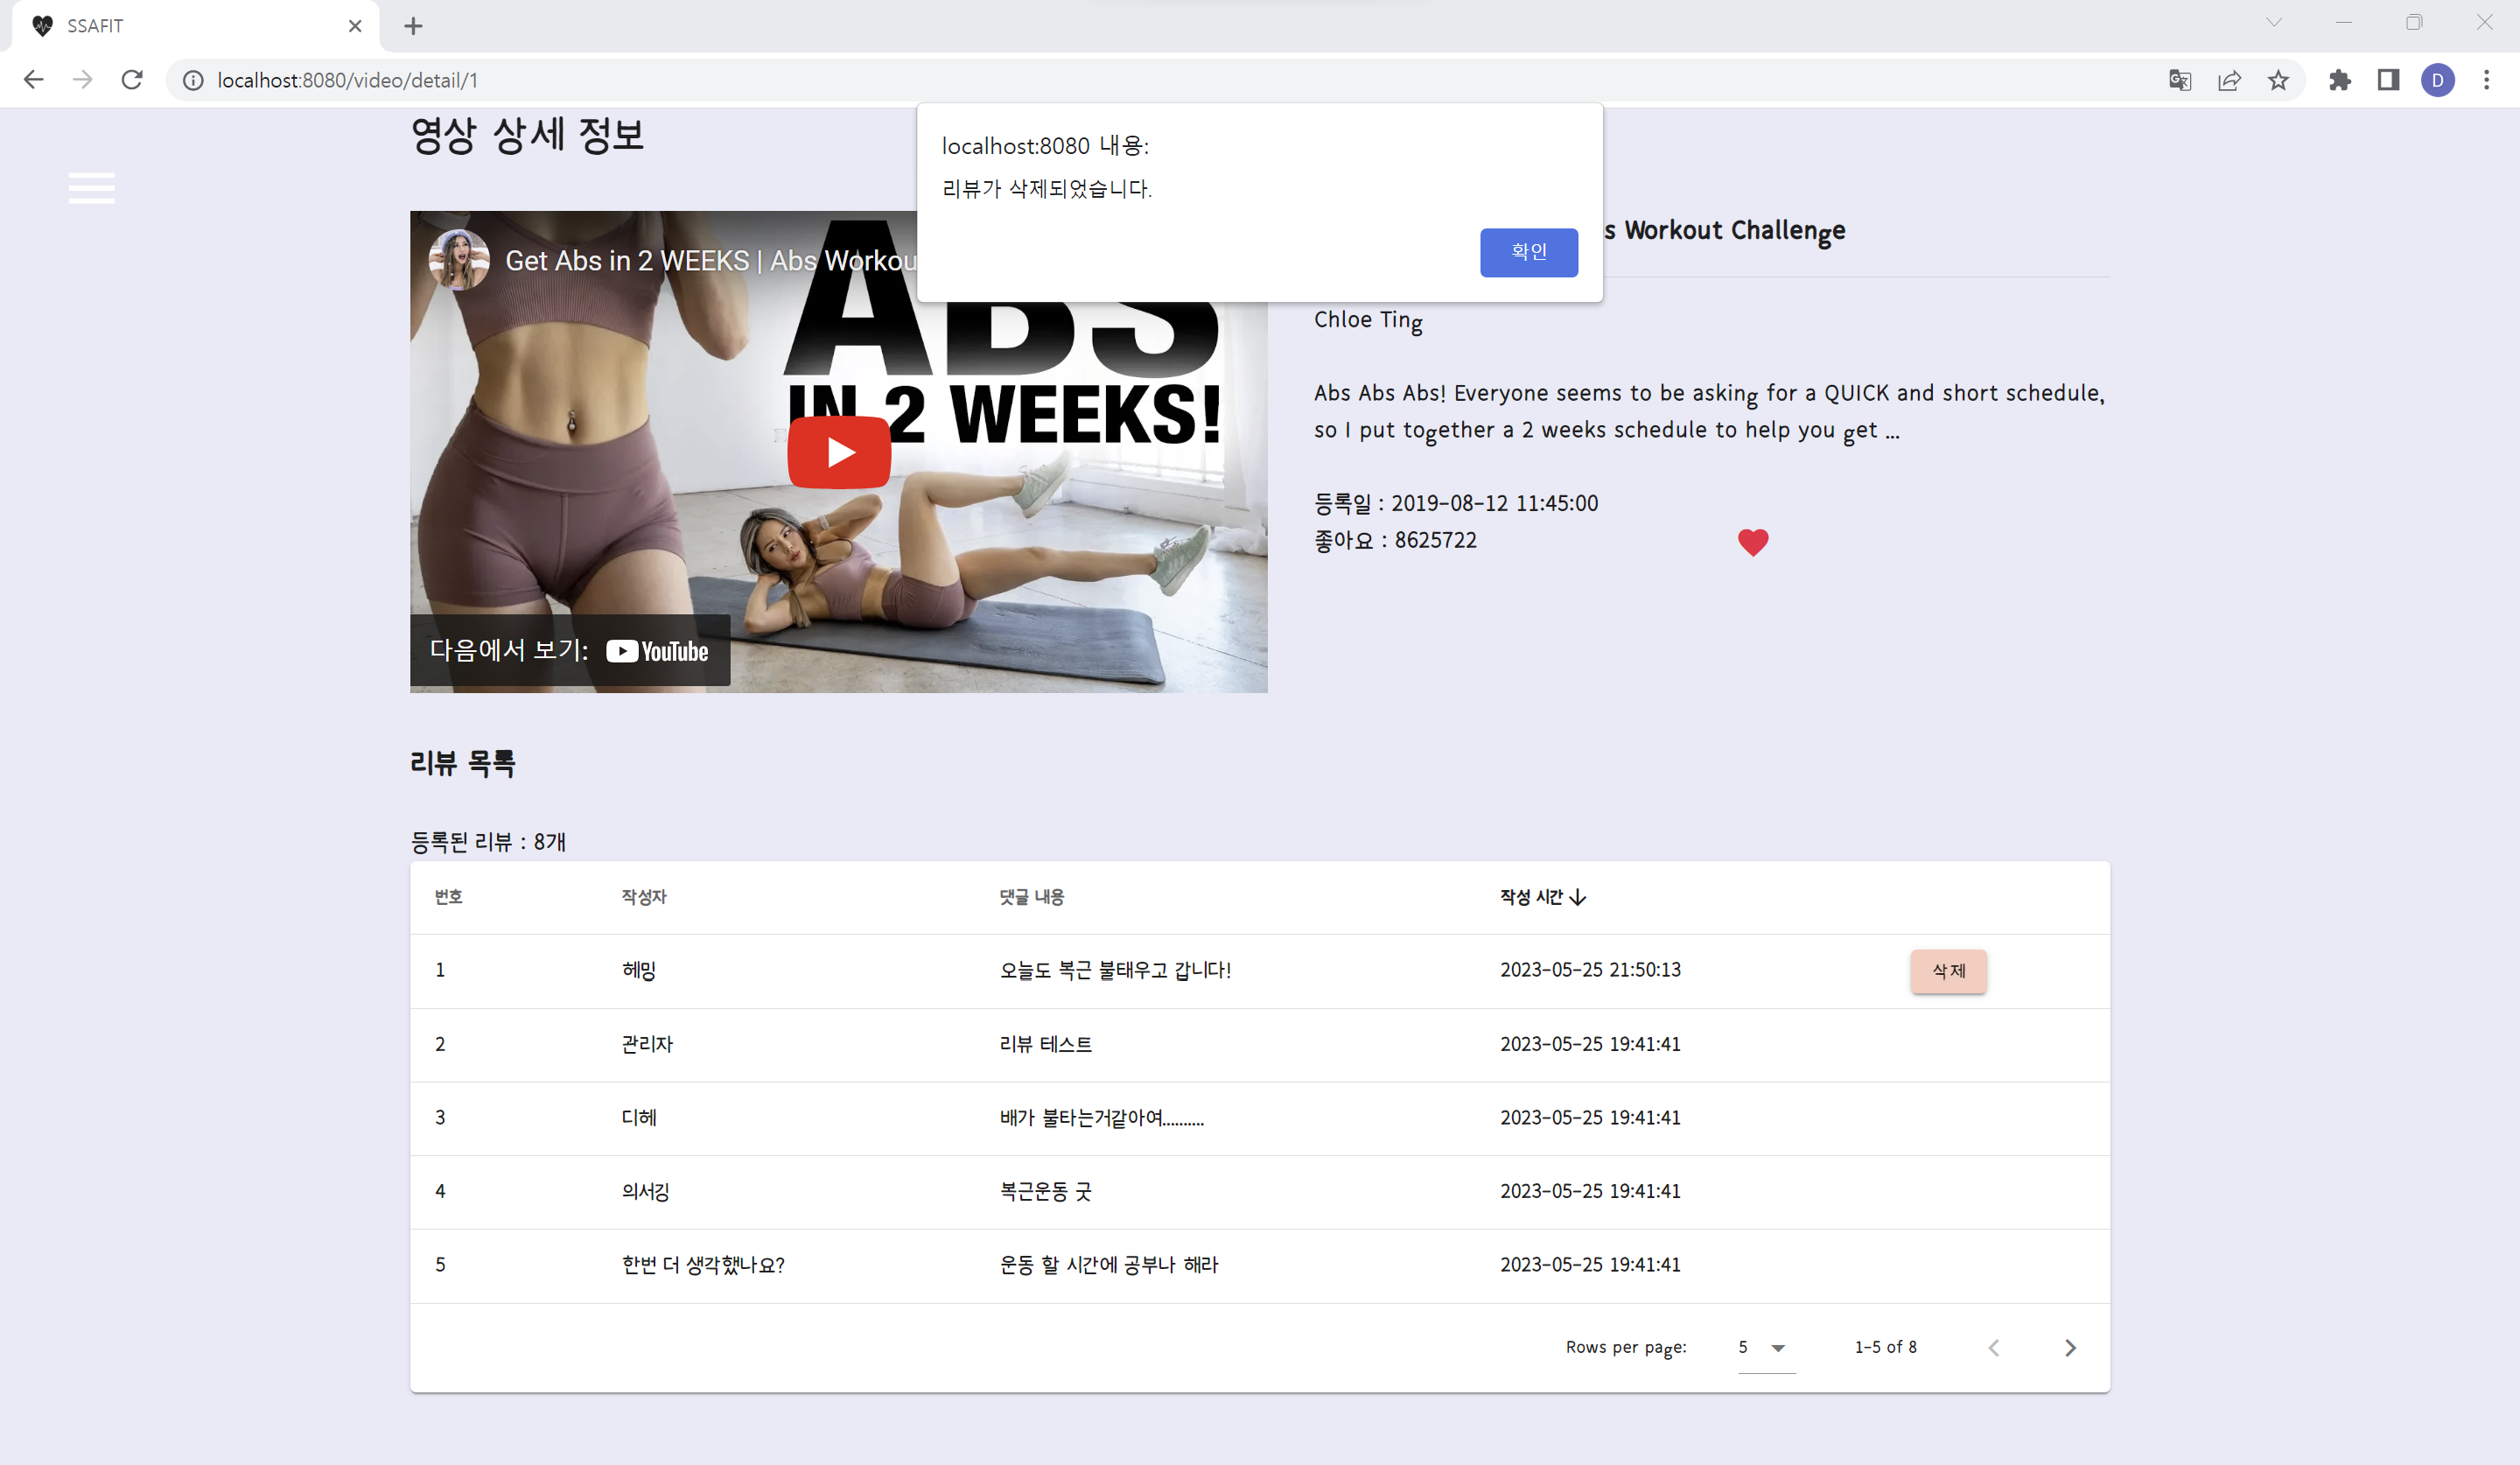 SSAFIT
localhost:8080/video/detail/1
D
영상 상세 정보
localhost:8080 내용:
리뷰가 삭제되었습니다.
확인
Get Abs in 2 WEEKS | Abs Workou
ABS
IN 2 WEEKS!
다음에서 보기: YouTube
s Workout Challenge
Chloe Ting
Abs Abs Abs! Everyone seems to be asking for a QUICK and short schedule,
so I put together a 2 weeks schedule to help you get ...
등록일 : 2019-08-12 11:45:00
좋아요 : 8625722
리뷰 목록
등록된 리뷰 : 8개
번호 작성자 댓글 내용 작성 시간
1 헤밍 오늘도 복근 불태우고 갑니다! 2023-05-25 21:50:13 삭제
2 관리자 리뷰 테스트 2023-05-25 19:41:41
3 디헤 배가 불타는거같아여.......... 2023-05-25 19:41:41
4 의서깅 복근운동 굿 2023-05-25 19:41:41
5 한번 더 생각했나요? 운동 할 시간에 공부나 해라 2023-05-25 19:41:41
Rows per page: 5 1-5 of 8